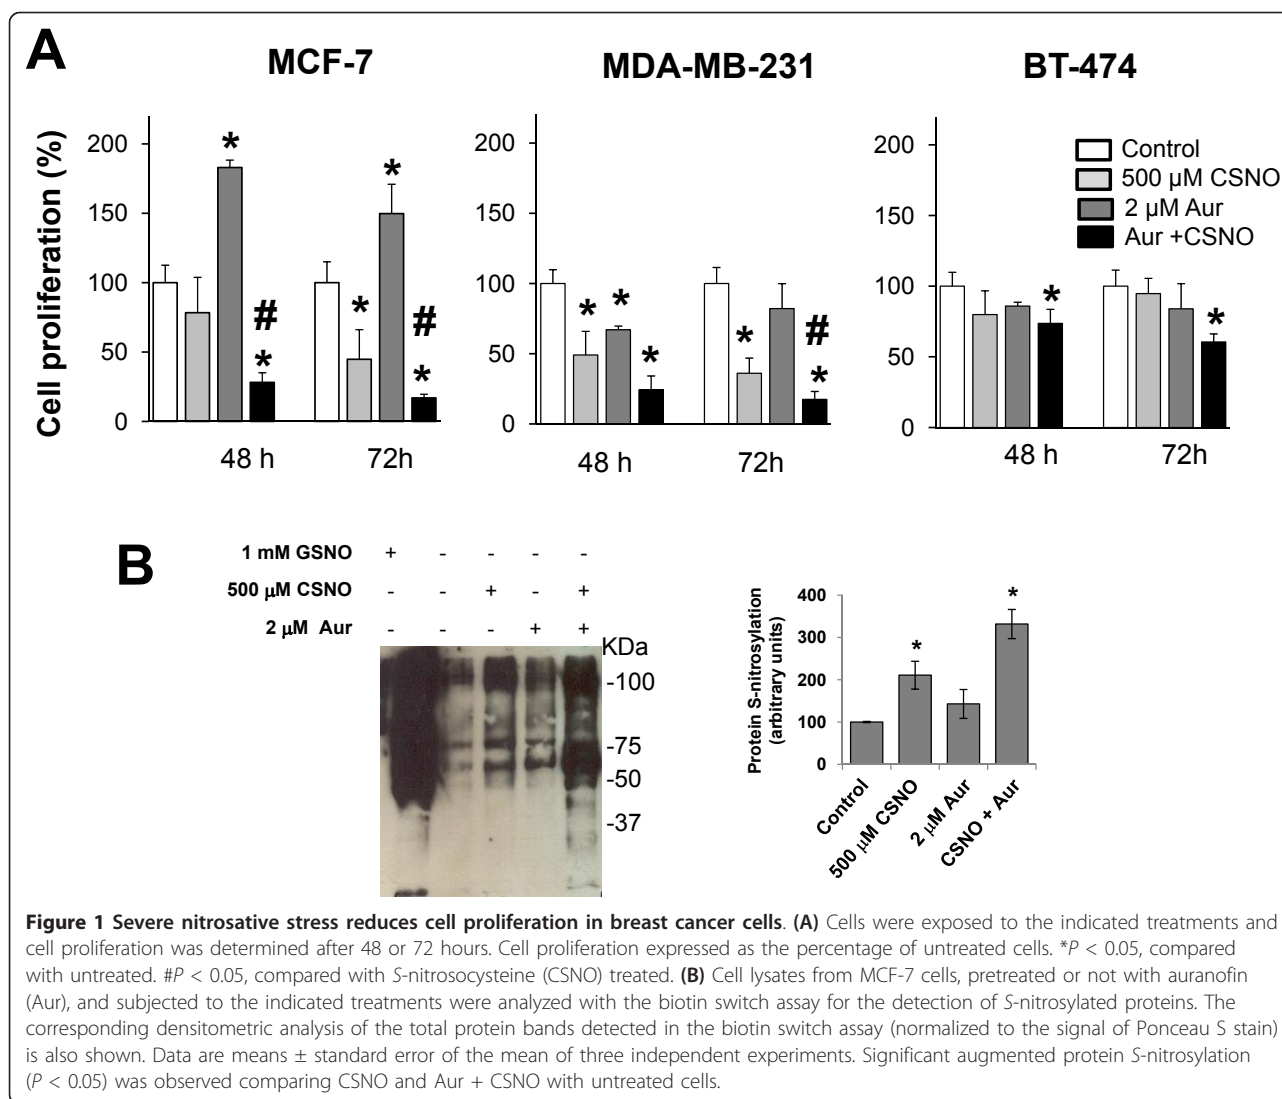 A
MCF-7
MDA-MB-231
BT-474
Cell proliferation (%)
200
150
100
50
0
*
*
#
*
*
#
*
48 h
72h
200
150
100
50
0
*
*
*
*
#
*
48 h
72h
200
150
100
50
0
*
*
48 h
72h
Control
500 µM CSNO
2 µM Aur
Aur +CSNO
B
1 mM GSNO + - - - -
500 µM CSNO - - + - +
2 µM Aur - - - + +
KDa
-100
-75
-50
-37
Protein S-nitrosylation
(arbitrary units)
400
300
200
100
0
*
*
Control
500 µM CSNO
2 µM Aur
CSNO + Aur
Figure 1 Severe nitrosative stress reduces cell proliferation in breast cancer cells. (A) Cells were exposed to the indicated treatments and
cell proliferation was determined after 48 or 72 hours. Cell proliferation expressed as the percentage of untreated cells. *P < 0.05, compared
with untreated. #P < 0.05, compared with S-nitrosocysteine (CSNO) treated. (B) Cell lysates from MCF-7 cells, pretreated or not with auranofin
(Aur), and subjected to the indicated treatments were analyzed with the biotin switch assay for the detection of S-nitrosylated proteins. The
corresponding densitometric analysis of the total protein bands detected in the biotin switch assay (normalized to the signal of Ponceau S stain)
is also shown. Data are means ± standard error of the mean of three independent experiments. Significant augmented protein S-nitrosylation
(P < 0.05) was observed comparing CSNO and Aur + CSNO with untreated cells.